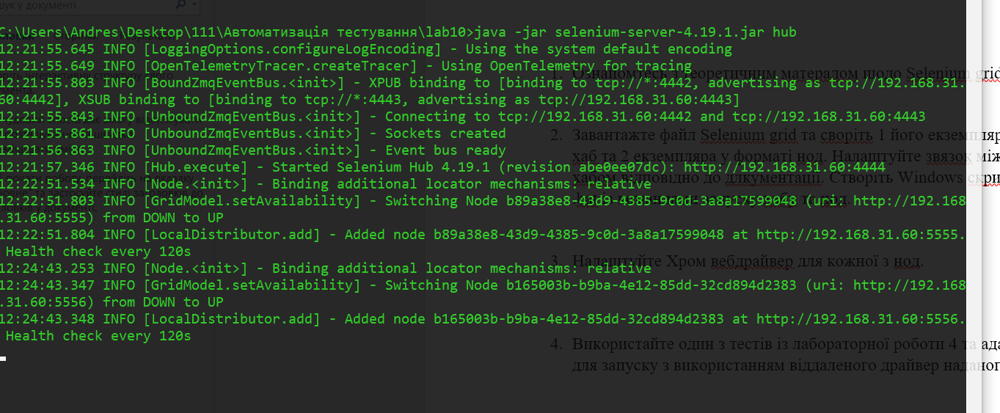 шук у документі
C:\Users\Andres\Desktop\111\Автоматизація тестування\lab10>java -jar selenium-server-4.19.1.jar hub
12:21:55.645 INFO [LoggingOptions.configureLogEncoding] - Using the system default encoding
12:21:55.649 INFO [OpenTelemetryTracer.createTracer] - Using OpenTelemetry for tracing
12:21:55.803 INFO [BoundZmqEventBus.<init>] - XPUB binding to [binding to tcp://*:4442, advertising as tcp://192.168.31.
60:4442], XSUB binding to [binding to tcp://*:4443, advertising as tcp://192.168.31.60:4443]
12:21:55.843 INFO [UnboundZmqEventBus.<init>] - Connecting to tcp://192.168.31.60:4442 and tcp://192.168.31.60:4443
12:21:55.861 INFO [UnboundZmqEventBus.<init>] - Sockets created
12:21:56.863 INFO [UnboundZmqEventBus.<init>] - Event bus ready
12:21:57.346 INFO [Hub.execute] - Started Selenium Hub 4.19.1 (revision abe0ee07dc): http://192.168.31.60:4444
12:22:51.734 INFO [Node.<init>] - Binding additional locator mechanisms: relative
12:22:51.803 INFO [GridModel.setAvailability] - Switching Node b89a38e8-43d9-4385-9c0d-3a8a17599048 (uri: http://192.168
.31.60:5555) from DOWN to UP
12:22:51.804 INFO [LocalDistributor.add] - Added node b89a38e8-43d9-4385-9c0d-3a8a17599048 at http://192.168.31.60:5555.
Health check every 120s
12:24:43.253 INFO [Node.<init>] - Binding additional locator mechanisms: relative
12:24:43.347 INFO [GridModel.setAvailability] - Switching Node b165003b-b9ba-4e12-85dd-32cd894d2383 (uri: http://192.168
.31.60:5556) from DOWN to UP
12:24:43.348 INFO [LocalDistributor.add] - Added node b165003b-b9ba-4e12-85dd-32cd894d2383 at http://192.168.31.60:5556.
Health check every 120s
1. Ознайомтесь з теоретичним матералом щодо Selenium grid
2. Завантажте файл Selenium grid та своріть 1 його екземпляр
хаб та 2 екземпляра у форматі нод. Налаштуйте звязок між
хабом відповідно до длкументації. Створіть Windows скри
3. Налаштуйте Хром вебдрайвер для кожної з нод.
4. Використайте один з тестів із лабораторної роботи 4 та ада
для запуску з використанням віддаленого драйвер наданог